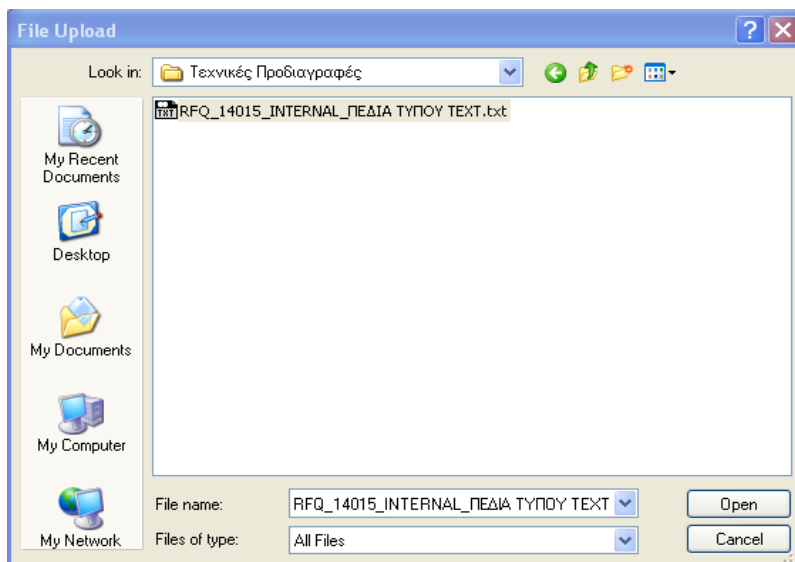 File Upload
Look in:
Τεχνικές Προδιαγραφές
TXT
RFQ_14015_INTERNAL_ΠΕΔΙΑ ΤΥΠΟΥ TEXT.txt
My Recent
Documents
Desktop
My Documents
My Computer
My Network
File name:
RFQ_14015_INTERNAL_ΠΕΔΙΑ ΤΥΠΟΥ TEXT
Open
Files of type:
All Files
Cancel